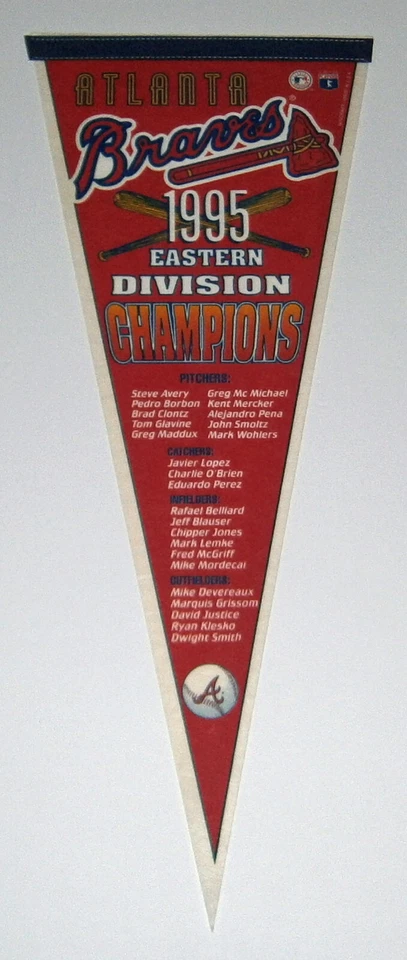 ATLANTA
Braves
1995
EASTERN
DIVISION
CHAMPIONS
PITCHERS:
Steve Avery
Pedro Borbon
Brad Clontz
Tom Glavine
Greg Maddux
Greg Mc Michael
Kent Mercker
Alejandro Pena
John Smoltz
Mark Wohlers
CATCHERS:
Javier Lopez
Charlie O'Brien
Eduardo Perez
INFIELDERS:
Rafael Belliard
Jeff Blauser
Chipper Jones
Mark Lemke
Fred McGriff
Mike Mordecai
OUTFIELDERS:
Mike Devereaux
Marquis Grissom
David Justice
Ryan Klesko
Dwight Smith
A